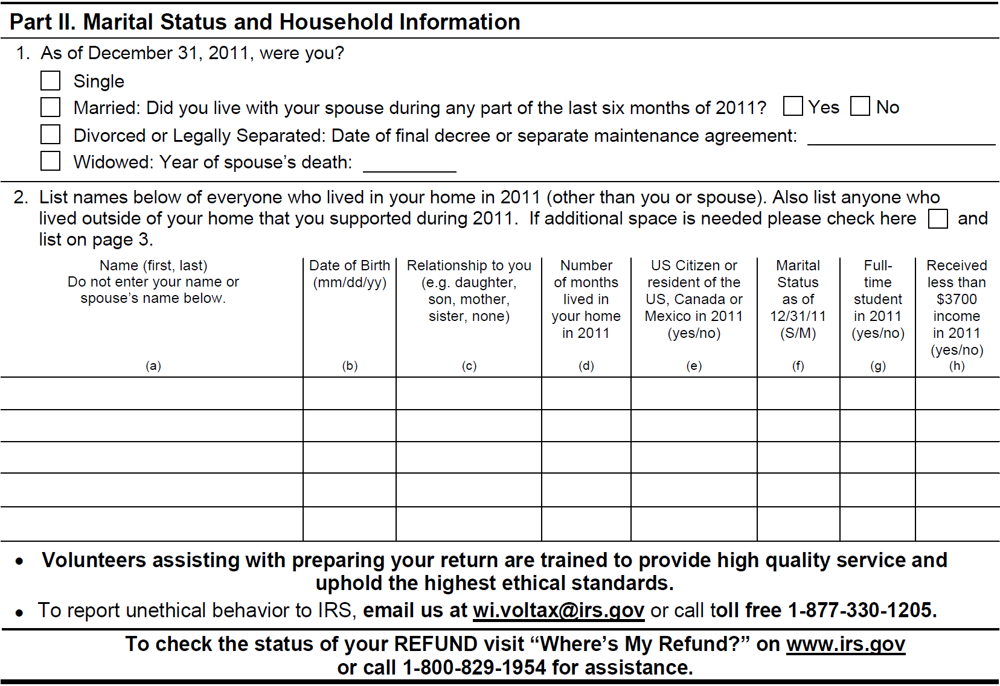 Part II. Marital Status and Household Information
1. As of December 31, 2011, were you?
Single
Married: Did you live with your spouse during any part of the last six months of 2011? Yes No
Divorced or Legally Separated: Date of final decree or separate maintenance agreement:
Widowed: Year of spouse’s death:
2. List names below of everyone who lived in your home in 2011 (other than you or spouse). Also list anyone who
lived outside of your home that you supported during 2011. If additional space is needed please check here and
list on page 3.
Name (first, last)
Do not enter your name or
spouse’s name below.
(a)
Date of Birth
(mm/dd/yy)
(b)
Relationship to you
(e.g. daughter,
son, mother,
sister, none)
(c)
Number
of months
lived in
your home
in 2011
(d)
US Citizen or
resident of the
US, Canada or
Mexico in 2011
(yes/no)
(e)
Marital
Status
as of
12/31/11
(S/M)
(f)
Full-
time
student
in 2011
(yes/no)
(g)
Received
less than
$3700
income
in 2011
(yes/no)
(h)
• Volunteers assisting with preparing your return are trained to provide high quality service and
uphold the highest ethical standards.
• To report unethical behavior to IRS, email us at wi.voltax@irs.gov or call toll free 1-877-330-1205.
To check the status of your REFUND visit “Where’s My Refund?” on www.irs.gov
or call 1-800-829-1954 for assistance.